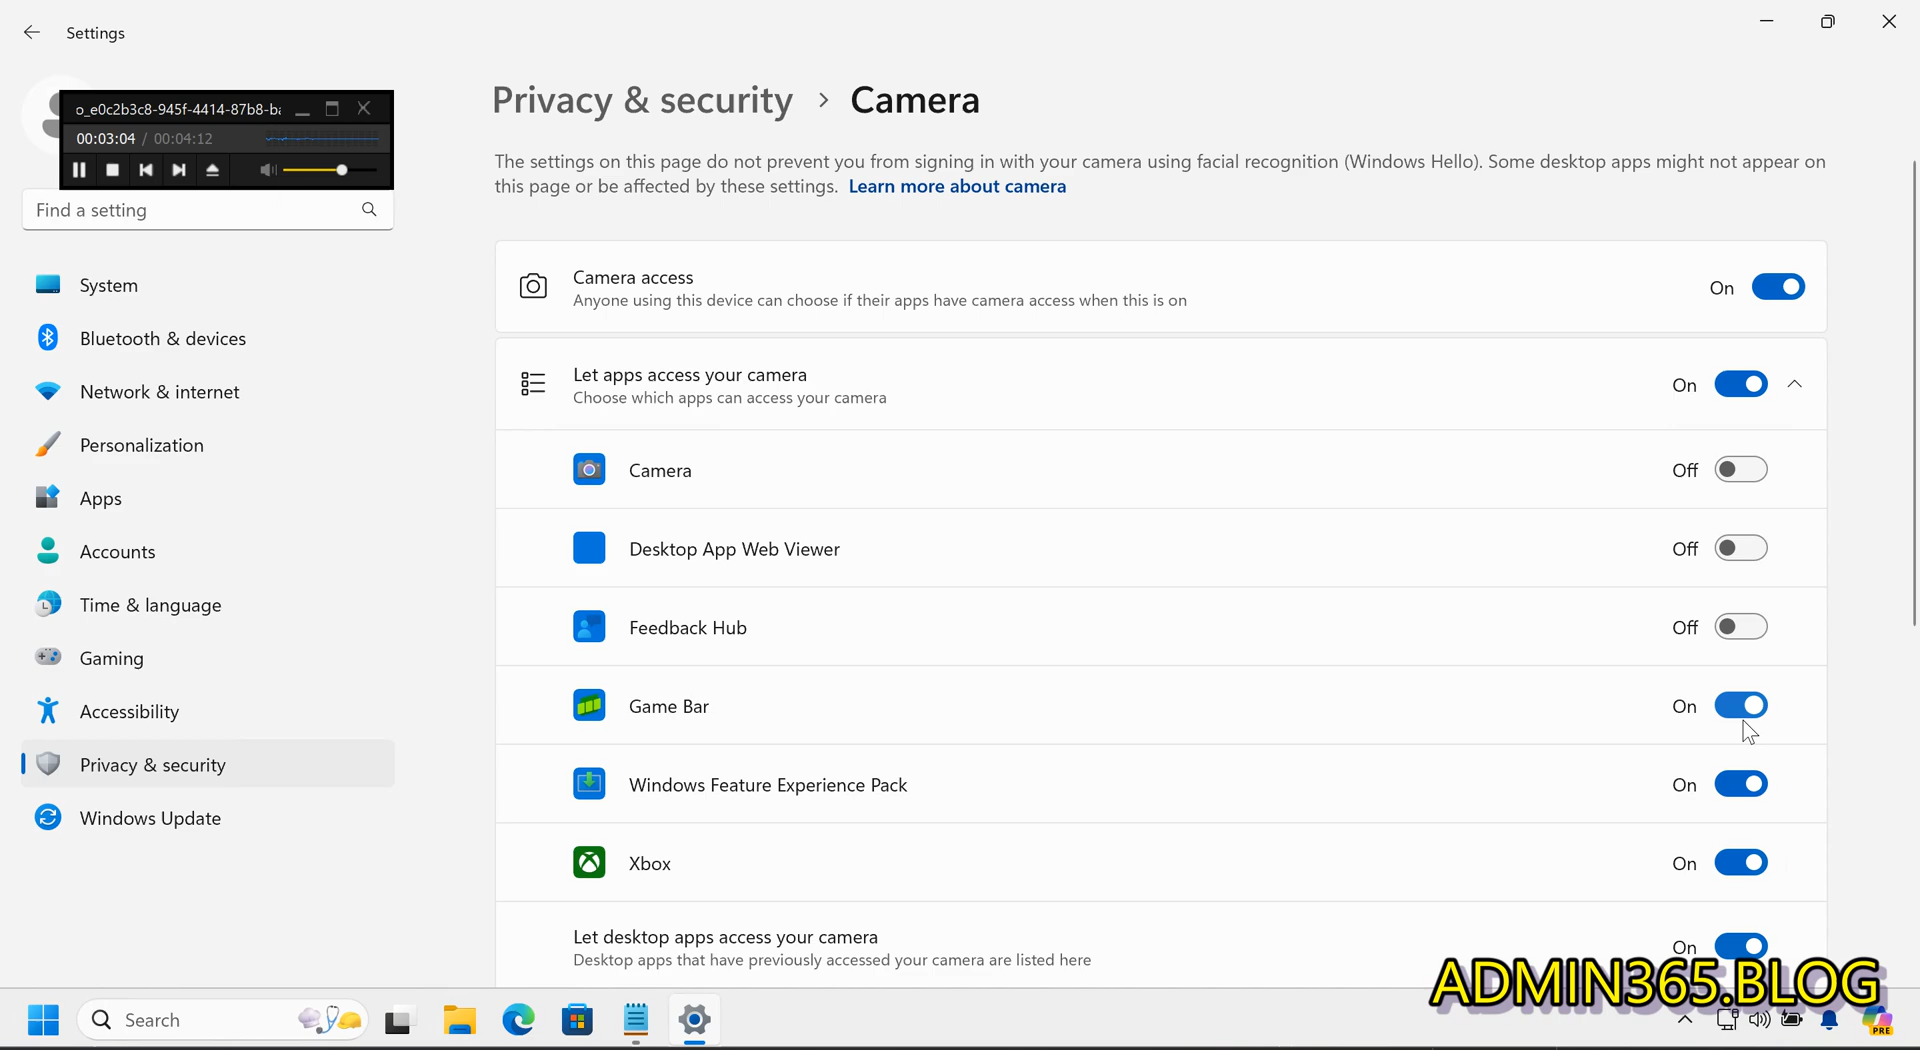 Settings
o_e0c2b3c8-945f-4414-87b8-ba
00:03:04 / 00:04:12
Find a setting
System
Bluetooth & devices
Network & internet
Personalization
Apps
Accounts
Time & language
Gaming
Accessibility
Privacy & security
Windows Update
Privacy & security > Camera
The settings on this page do not prevent you from signing in with your camera using facial recognition (Windows Hello). Some desktop apps might not appear on
this page or be affected by these settings. Learn more about camera
Camera access
Anyone using this device can choose if their apps have camera access when this is on
On
Let apps access your camera
Choose which apps can access your camera
On
Camera
Off
Desktop App Web Viewer
Off
Feedback Hub
Off
Game Bar
On
Windows Feature Experience Pack
On
Xbox
On
Let desktop apps access your camera
Desktop apps that have previously accessed your camera are listed here
On
ADMIN365.BLOG
Search
PRE